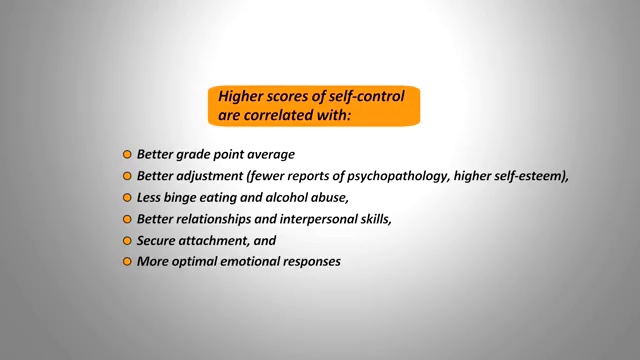 Higher scores of self-control
are correlated with:
Better grade point average
Better adjustment (fewer reports of psychopathology, higher self-esteem),
Less binge eating and alcohol abuse,
Better relationships and interpersonal skills,
Secure attachment, and
More optimal emotional responses